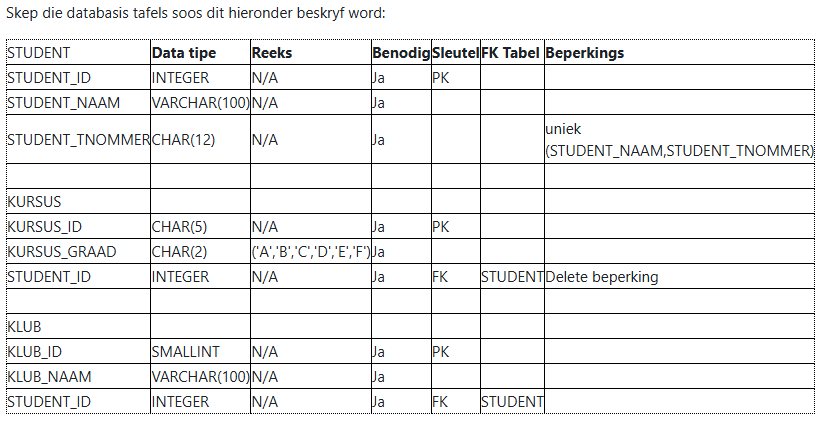 Skep die databasis tafels soos dit hieronder beskryf word:
STUDENT Data tipe Reeks Benodig Sleutel FK Tabel Beperkings
STUDENT_ID INTEGER N/A Ja PK
STUDENT_NAAM VARCHAR(100) N/A Ja
STUDENT_TNOMMER CHAR(12) N/A Ja uniek
(STUDENT_NAAM,STUDENT_TNOMMER)
KURSUS
KURSUS_ID CHAR(5) N/A Ja PK
KURSUS_GRAAD CHAR(2) ('A','B','C','D','E','F') Ja
STUDENT_ID INTEGER N/A Ja FK STUDENT Delete beperking
KLUB
KLUB_ID SMALLINT N/A Ja PK
KLUB_NAAM VARCHAR(100) N/A Ja
STUDENT_ID INTEGER N/A Ja FK STUDENT